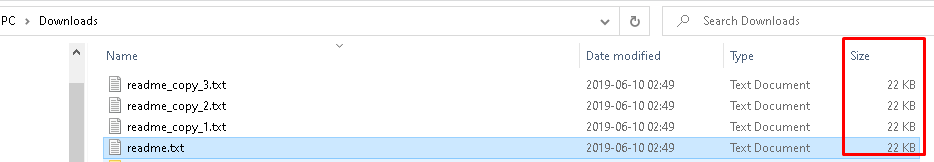 PC > Downloads Search Downloads
Name Date modified Type Size
readme_copy_3.txt 2019-06-10 02:49 Text Document 22 KB
readme_copy_2.txt 2019-06-10 02:49 Text Document 22 KB
readme_copy_1.txt 2019-06-10 02:49 Text Document 22 KB
readme.txt 2019-06-10 02:49 Text Document 22 KB